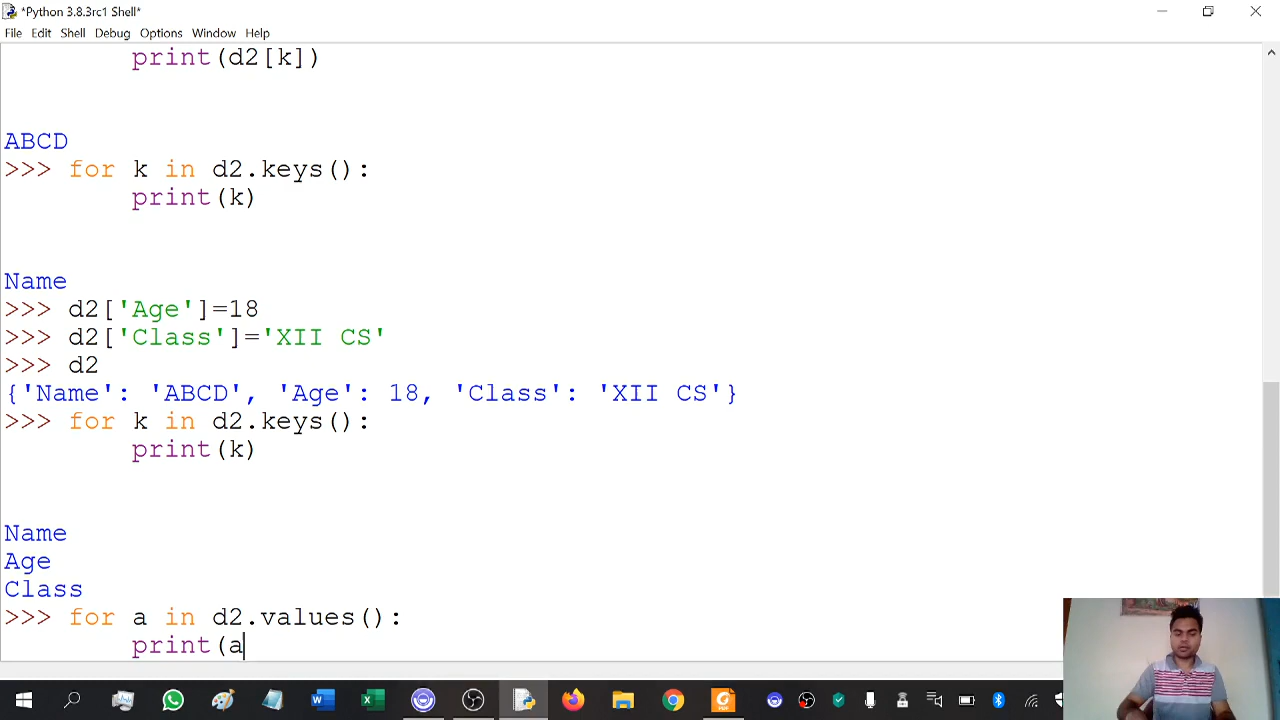 *Python 3.8.3rc1 Shell*
File Edit Shell Debug Options Window Help
print(d2[k])
ABCD
>>> for k in d2.keys():
print(k)
Name
>>> d2['Age']=18
>>> d2['Class']='XII CS'
>>> d2
{'Name': 'ABCD', 'Age': 18, 'Class': 'XII CS'}
>>> for k in d2.keys():
print(k)
Name
Age
Class
>>> for a in d2.values():
print(a